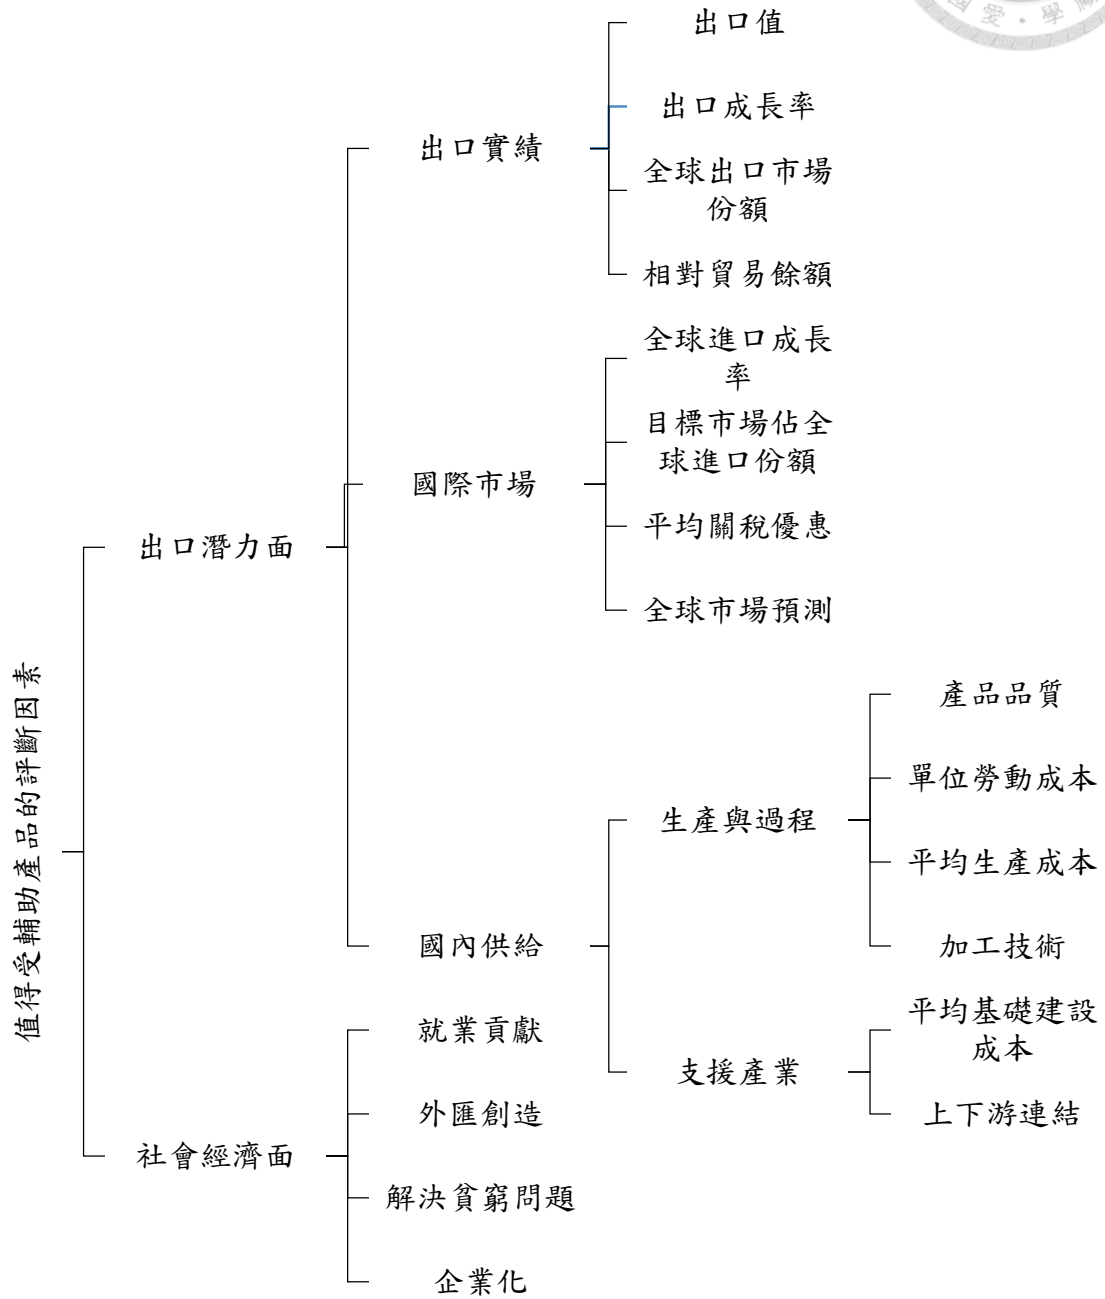 值得受輔助產品的評斷因素
出口潛力面
出口實績
出口值
出口成長率
全球出口市場
份額
相對貿易餘額
國際市場
全球進口成長
率
目標市場佔全
球進口份額
平均關稅優惠
全球市場預測
國內供給
生產與過程
產品品質
單位勞動成本
平均生產成本
加工技術
支援產業
平均基礎建設
成本
上下游連結
社會經濟面
就業貢獻
外匯創造
解決貧窮問題
企業化
愛·學